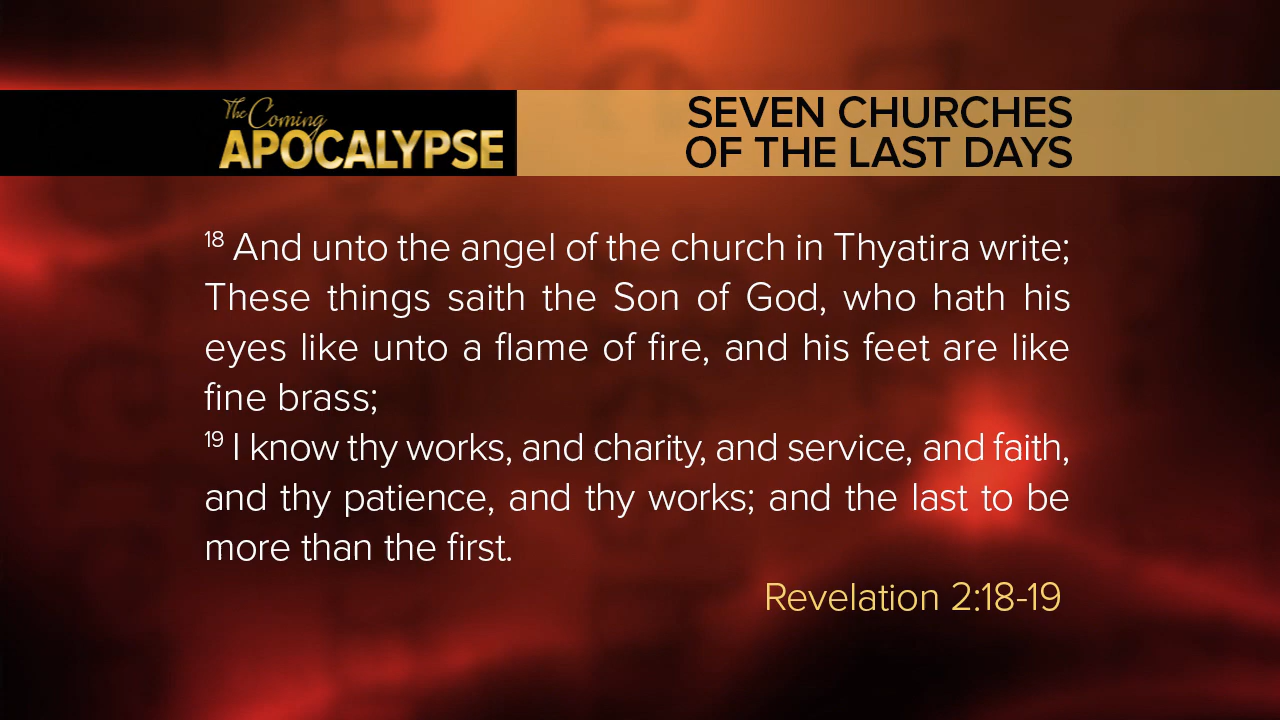 The Coming
APOCALYPSE
SEVEN CHURCHES
OF THE LAST DAYS
18 And unto the angel of the church in Thyatira write;
These things saith the Son of God, who hath his
eyes like unto a flame of fire, and his feet are like
fine brass;
19 I know thy works, and charity, and service, and faith,
and thy patience, and thy works; and the last to be
more than the first.
Revelation 2:18-19